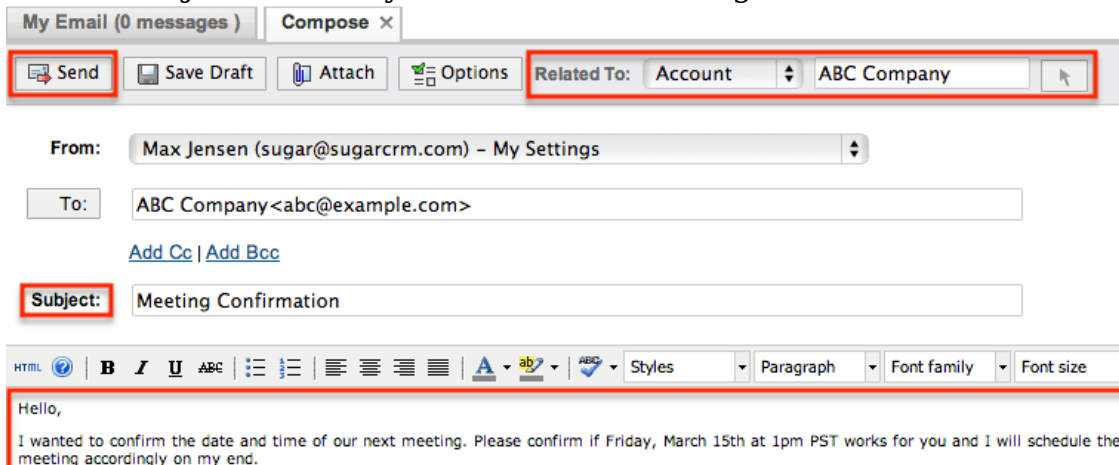 My Email (0 messages ) Compose ×
Send Save Draft Attach Options Related To: Account ABC Company
From: Max Jensen (sugar@sugarcrm.com) – My Settings
To: ABC Company<abc@example.com>
Add Cc | Add Bcc
Subject: Meeting Confirmation
HTML B I U ABC A ab ABC Styles Paragraph Font family Font size
Hello,
I wanted to confirm the date and time of our next meeting. Please confirm if Friday, March 15th at 1pm PST works for you and I will schedule the
meeting accordingly on my end.